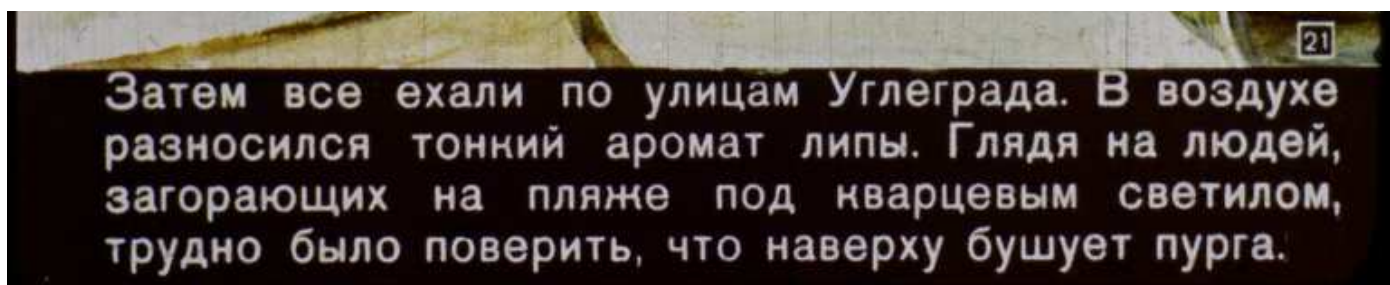 21
Затем все ехали по улицам Углеграда. В воздухе
разносился тонкий аромат липы. Глядя на людей,
загорающих на пляже под кварцевым светилом,
трудно было поверить, что наверху бушует пурга.